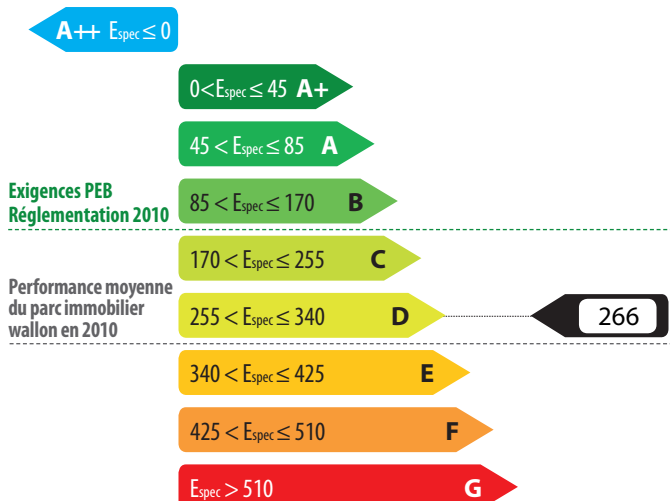 A++ Espec ≤ 0
0 < Espec ≤ 45 A+
45 < Espec ≤ 85 A
Exigences PEB
Réglementation 2010
85 < Espec ≤ 170 B
170 < Espec ≤ 255 C
Performance moyenne
du parc immobilier
wallon en 2010
255 < Espec ≤ 340 D
266
340 < Espec ≤ 425 E
425 < Espec ≤ 510 F
Espec > 510 G